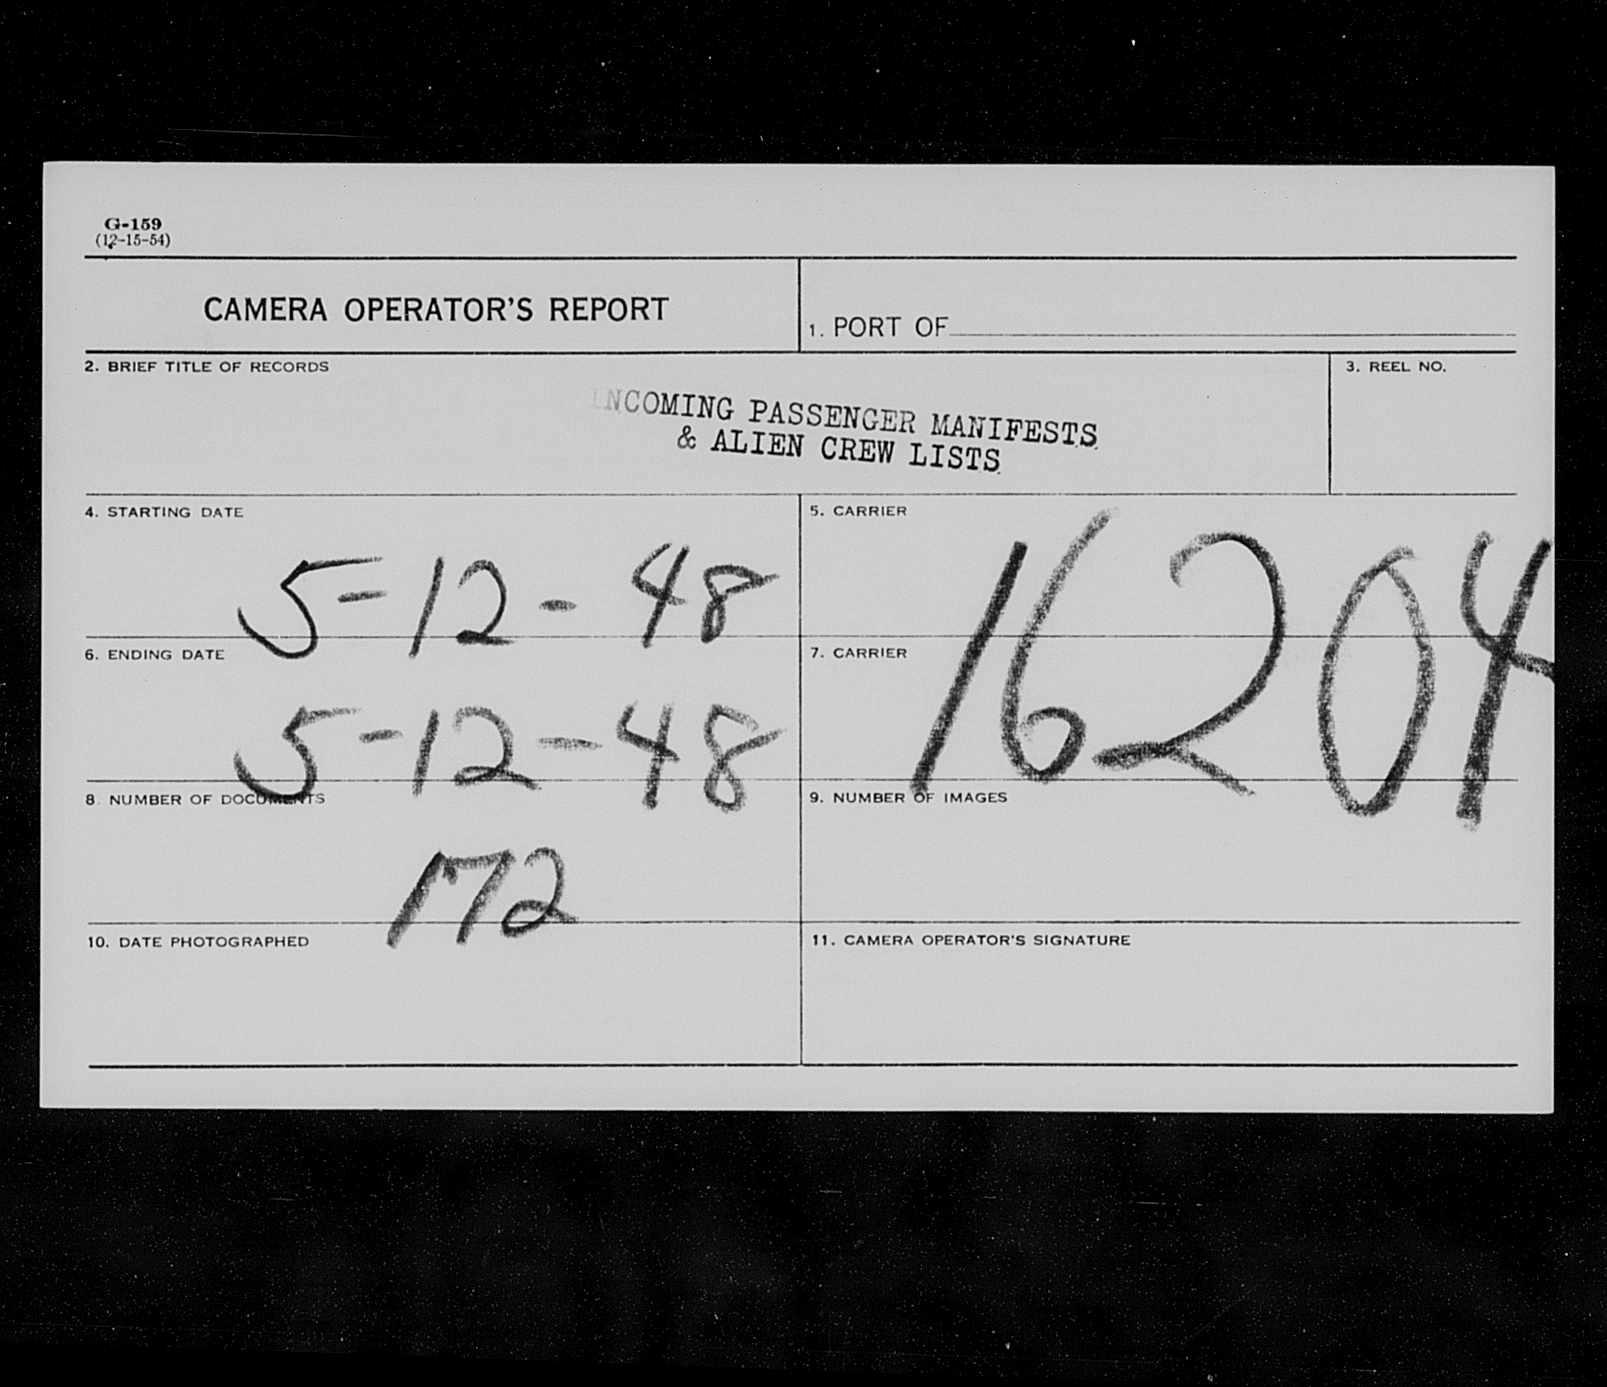 G-159
(12-15-54)
CAMERA OPERATOR'S REPORT
1. PORT OF
2. BRIEF TITLE OF RECORDS
INCOMING PASSENGER MANIFESTS
& ALIEN CREW LISTS
3. REEL NO.
4. STARTING DATE
5-12-48
5. CARRIER
16204
6. ENDING DATE
5-12-48
7. CARRIER
8. NUMBER OF DOCUMENTS
172
9. NUMBER OF IMAGES
10. DATE PHOTOGRAPHED
11. CAMERA OPERATOR'S SIGNATURE